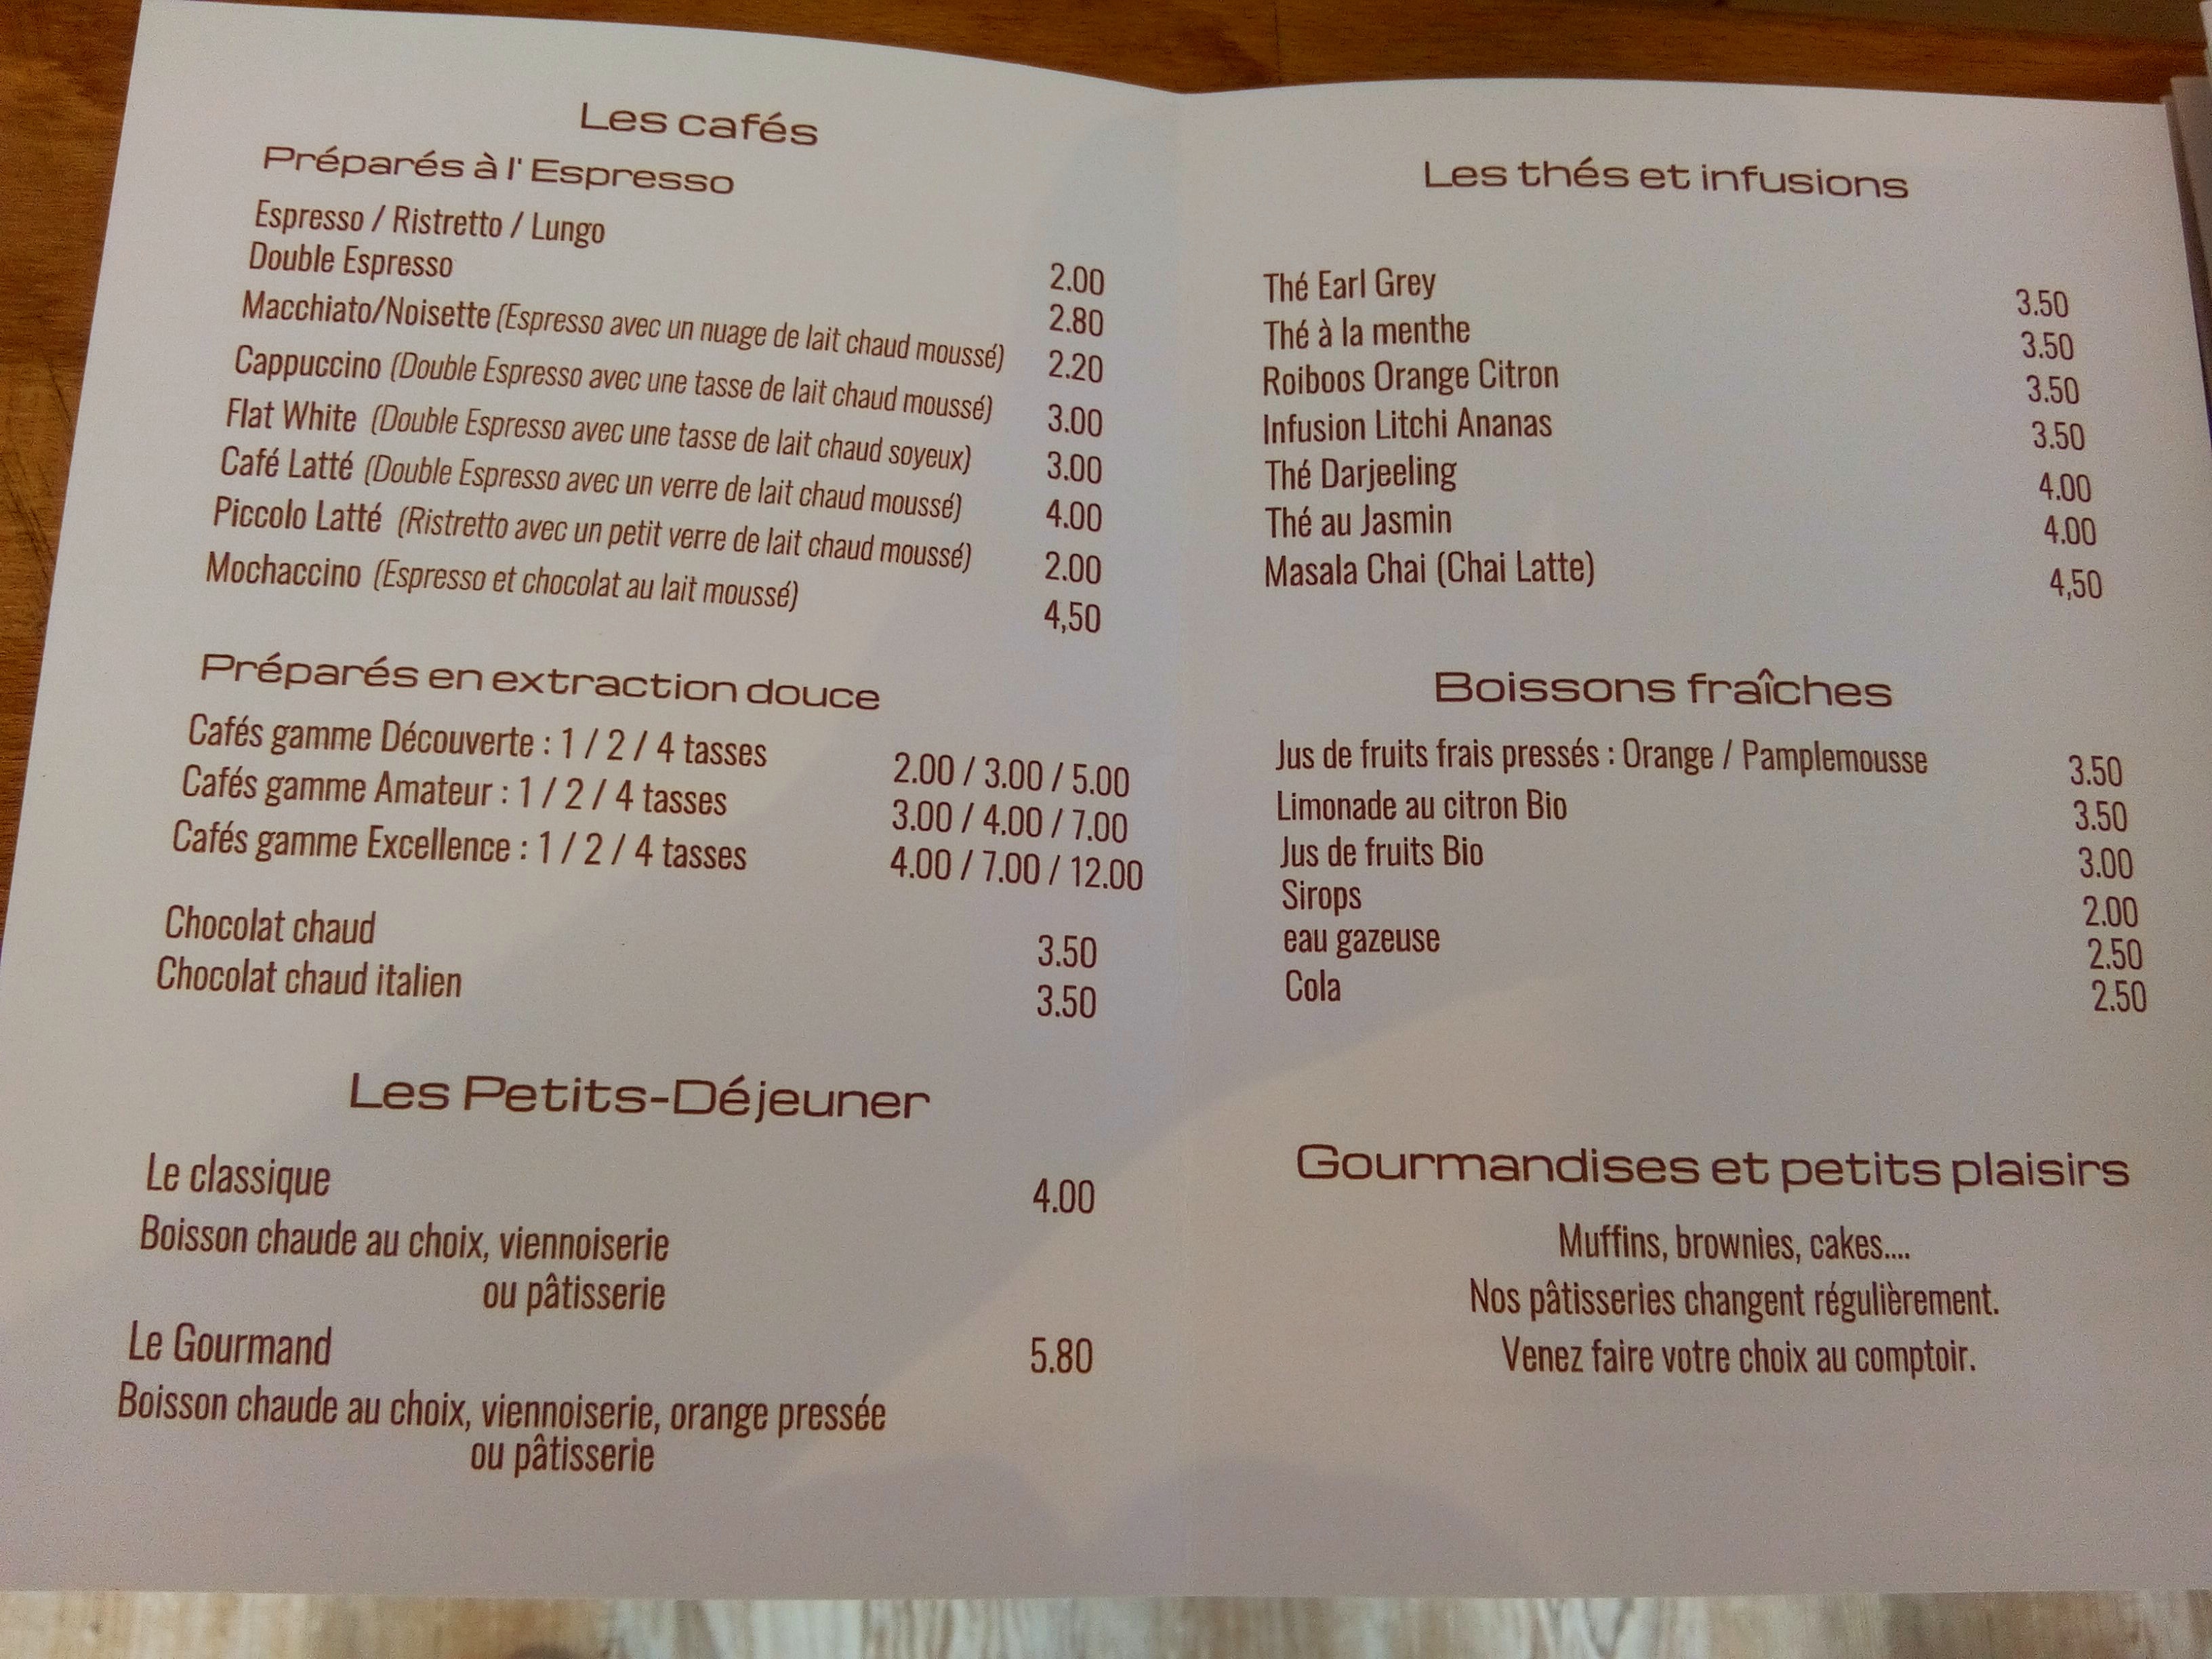 Les cafés
Préparés à l' Espresso
Espresso / Ristretto / Lungo 2.00
Double Espresso 2.80
Macchiato/Noisette (Espresso avec un nuage de lait chaud moussé) 2.20
Cappuccino (Double Espresso avec une tasse de lait chaud moussé) 3.00
Flat White (Double Espresso avec une tasse de lait chaud soyeux) 3.00
Café Latté (Double Espresso avec un verre de lait chaud moussé) 4.00
Piccolo Latté (Ristretto avec un petit verre de lait chaud moussé) 2.00
Mochaccino (Espresso et chocolat au lait moussé) 4,50
Préparés en extraction douce
Cafés gamme Découverte : 1 / 2 / 4 tasses 2.00 / 3.00 / 5.00
Cafés gamme Amateur : 1 / 2 / 4 tasses 3.00 / 4.00 / 7.00
Cafés gamme Excellence : 1 / 2 / 4 tasses 4.00 / 7.00 / 12.00
Chocolat chaud 3.50
Chocolat chaud italien 3.50
Les Petits-Déjeuner
Le classique 4.00
Boisson chaude au choix, viennoiserie
ou pâtisserie
Le Gourmand 5.80
Boisson chaude au choix, viennoiserie, orange pressée
ou pâtisserie
Les thés et infusions
Thé Earl Grey 3.50
Thé à la menthe 3.50
Roiboos Orange Citron 3.50
Infusion Litchi Ananas 3.50
Thé Darjeeling 4.00
Thé au Jasmin 4.00
Masala Chai (Chai Latte) 4,50
Boissons fraîches
Jus de fruits frais pressés : Orange / Pamplemousse 3.50
Limonade au citron Bio 3.50
Jus de fruits Bio 3.00
Sirops 2.00
eau gazeuse 2.50
Cola 2.50
Gourmandises et petits plaisirs
Muffins, brownies, cakes....
Nos pâtisseries changent régulièrement.
Venez faire votre choix au comptoir.